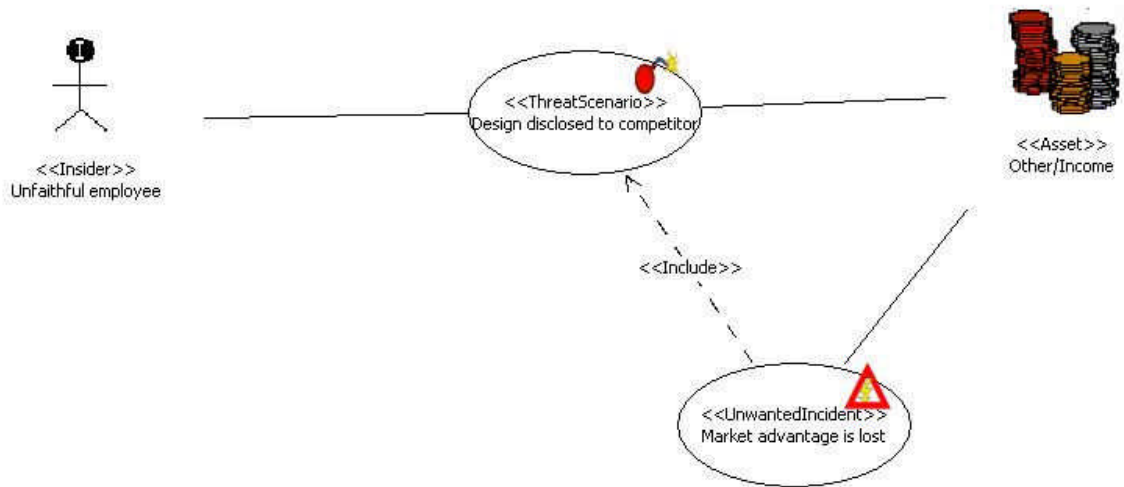 <<ThreatScenario>>
Design disclosed to competitor
<<Insider>>
Unfaithful employee
<<Asset>>
Other/Income
<<Include>>
<<UnwantedIncident>>
Market advantage is lost